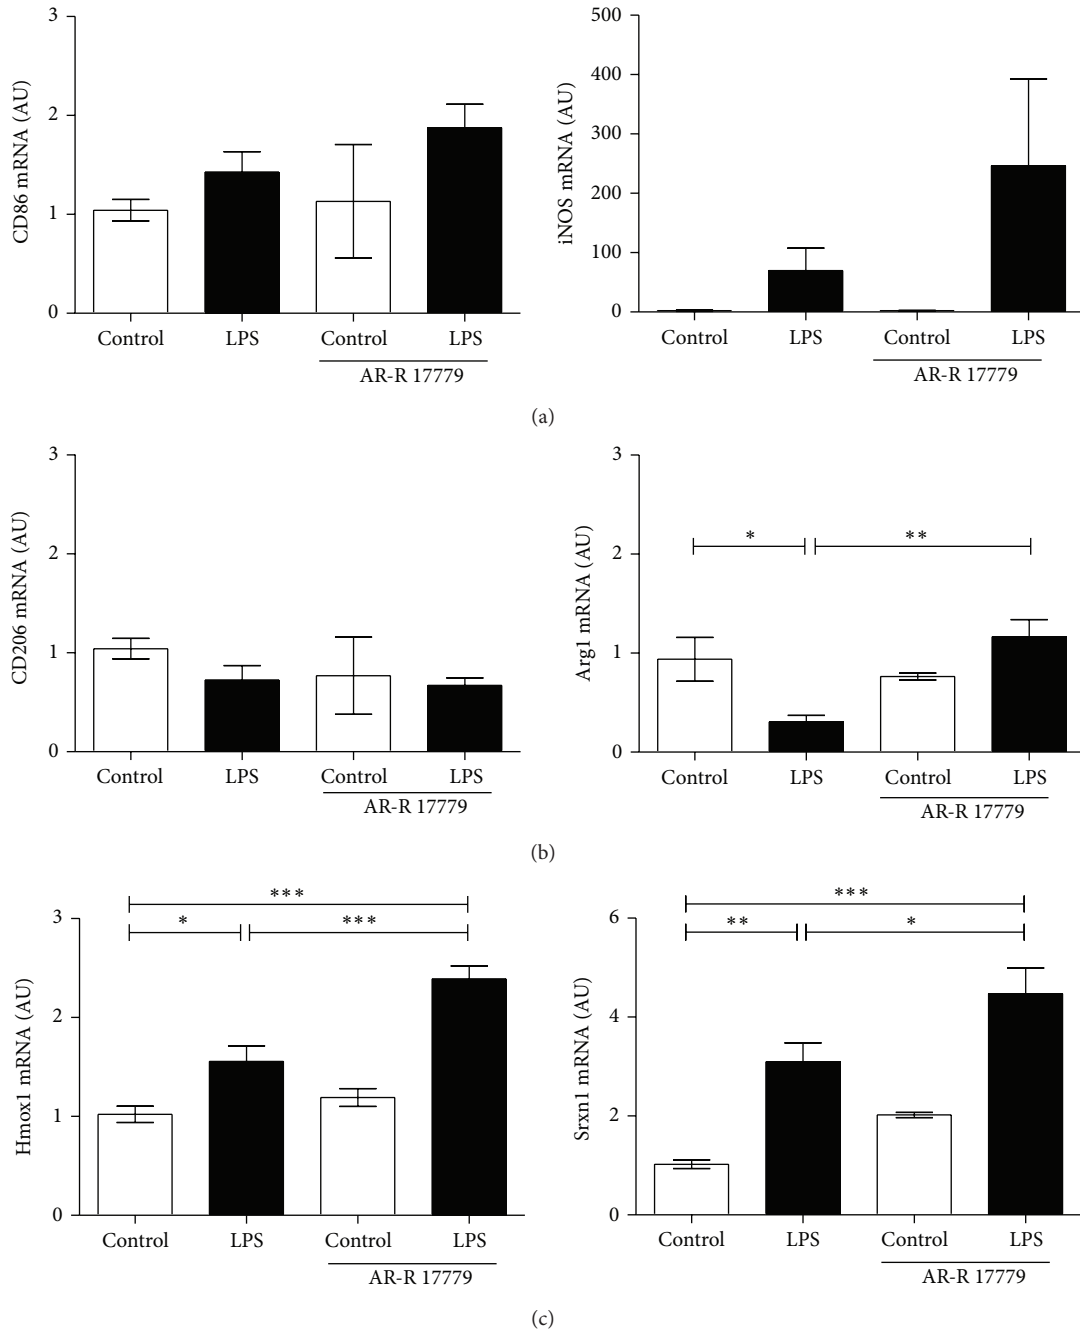 3
2
1
0
CD86 mRNA (AU)
Control
LPS
Control
LPS
AR-R 17779
500
400
300
200
100
0
iNOS mRNA (AU)
Control
LPS
Control
LPS
AR-R 17779
(a)
3
2
1
0
CD206 mRNA (AU)
Control
LPS
Control
LPS
AR-R 17779
3
2
1
0
Arg1 mRNA (AU)
*
**
Control
LPS
Control
LPS
AR-R 17779
(b)
3
2
1
0
Hmox1 mRNA (AU)
***
*
***
Control
LPS
Control
LPS
AR-R 17779
6
4
2
0
Srxn1 mRNA (AU)
***
**
*
Control
LPS
Control
LPS
AR-R 17779
(c)